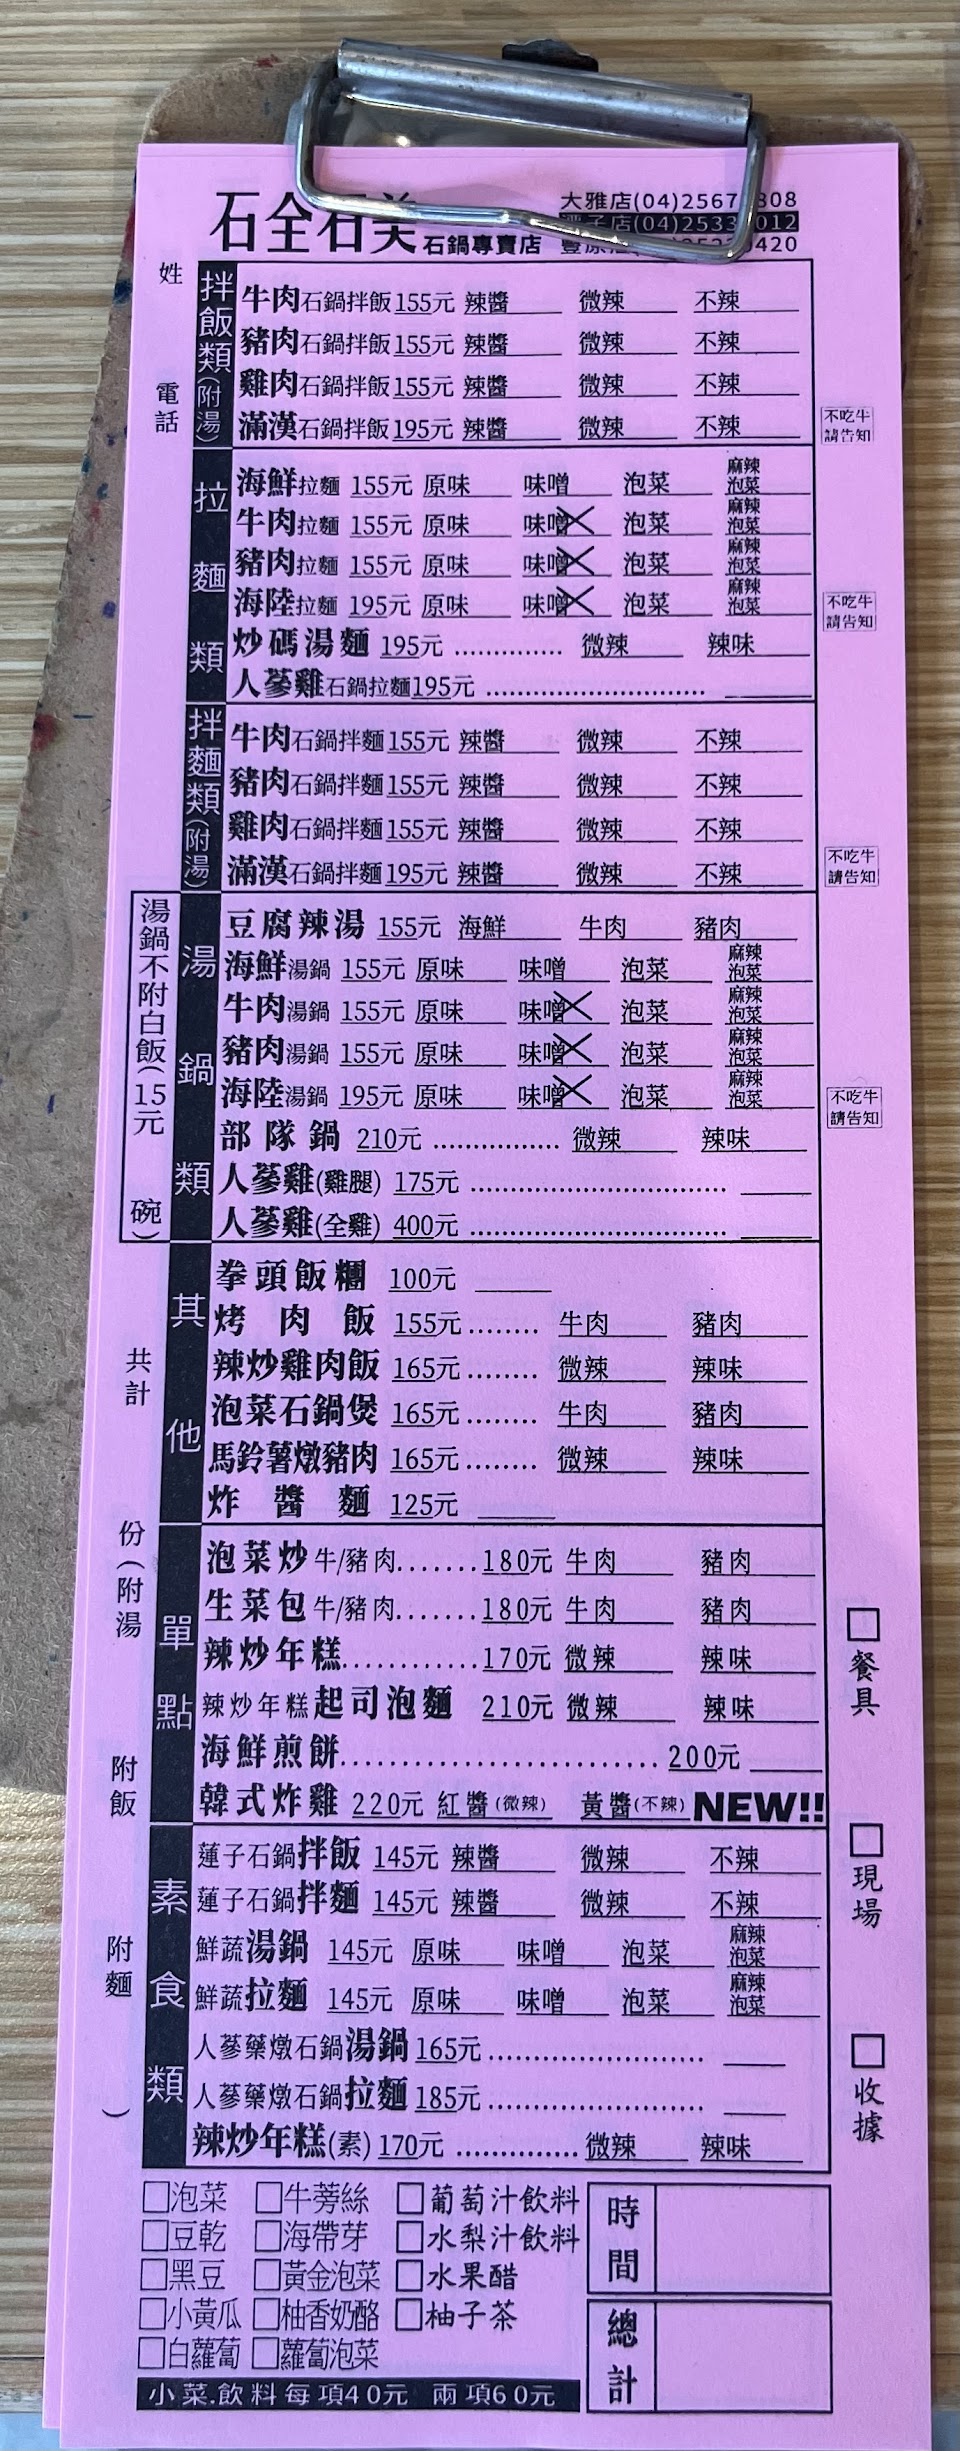 石全石美 石鍋專賣店
大雅店(04)2567 808
店(04)2533 012
0420
姓
電話
共計
份(附湯
附飯
附麵
)
拌飯類(附湯)
牛肉石鍋拌飯155元 辣醬 微辣 不辣
豬肉石鍋拌飯155元 辣醬 微辣 不辣
雞肉石鍋拌飯155元 辣醬 微辣 不辣
滿漢石鍋拌飯195元 辣醬 微辣 不辣
不吃牛
請告知
拉麵類
海鮮拉麵 155元 原味 味噌 泡菜 麻辣泡菜
牛肉拉麵 155元 原味 味噌 泡菜 麻辣泡菜
豬肉拉麵 155元 原味 味噌 泡菜 麻辣泡菜
海陸拉麵 195元 原味 味噌 泡菜 麻辣泡菜
不吃牛
請告知
炒碼湯麵 195元 .............. 微辣 辣味
人蔘雞石鍋拉麵195元 ..............................
拌麵類(附湯)
牛肉石鍋拌麵155元 辣醬 微辣 不辣
豬肉石鍋拌麵155元 辣醬 微辣 不辣
雞肉石鍋拌麵155元 辣醬 微辣 不辣
滿漢石鍋拌麵195元 辣醬 微辣 不辣
不吃牛
請告知
湯鍋不附白飯(15元 碗)
湯鍋類
豆腐辣湯 155元 海鮮 牛肉 豬肉
海鮮湯鍋 155元 原味 味噌 泡菜 麻辣泡菜
牛肉湯鍋 155元 原味 味噌 泡菜 麻辣泡菜
豬肉湯鍋 155元 原味 味噌 泡菜 麻辣泡菜
海陸湯鍋 195元 原味 味噌 泡菜 麻辣泡菜
不吃牛
請告知
部隊鍋 210元 ................ 微辣 辣味
人蔘雞(雞腿) 175元 ..................................
人蔘雞(全雞) 400元 ..................................
其他
拳頭飯糰 100元
烤肉飯 155元......... 牛肉 豬肉
辣炒雞肉飯 165元......... 微辣 辣味
泡菜石鍋煲 165元......... 牛肉 豬肉
馬鈴薯燉豬肉 165元......... 微辣 辣味
炸醬麵 125元
單點
泡菜炒牛/豬肉........180元 牛肉 豬肉
生菜包牛/豬肉........180元 牛肉 豬肉
辣炒年糕.............170元 微辣 辣味
辣炒年糕起司泡麵 210元 微辣 辣味
海鮮煎餅..............................200元
韓式炸雞 220元 紅醬(微辣) 黃醬(不辣) NEW!!
素食類
蓮子石鍋拌飯 145元 辣醬 微辣 不辣
蓮子石鍋拌麵 145元 辣醬 微辣 不辣
鮮蔬湯鍋 145元 原味 味噌 泡菜 麻辣泡菜
鮮蔬拉麵 145元 原味 味噌 泡菜 麻辣泡菜
人蔘藥燉石鍋湯鍋 165元..............................
人蔘藥燉石鍋拉麵 185元..............................
辣炒年糕(素) 170元 ............... 微辣 辣味
□餐具
□現場
□收據
□泡菜 □牛蒡絲 □葡萄汁飲料
□豆乾 □海帶芽 □水梨汁飲料
□黑豆 □黃金泡菜 □水果醋
□小黃瓜 □柚香奶酪 □柚子茶
□白蘿蔔 □蘿蔔泡菜
小菜.飲料每項40元 兩項60元
時間
總計